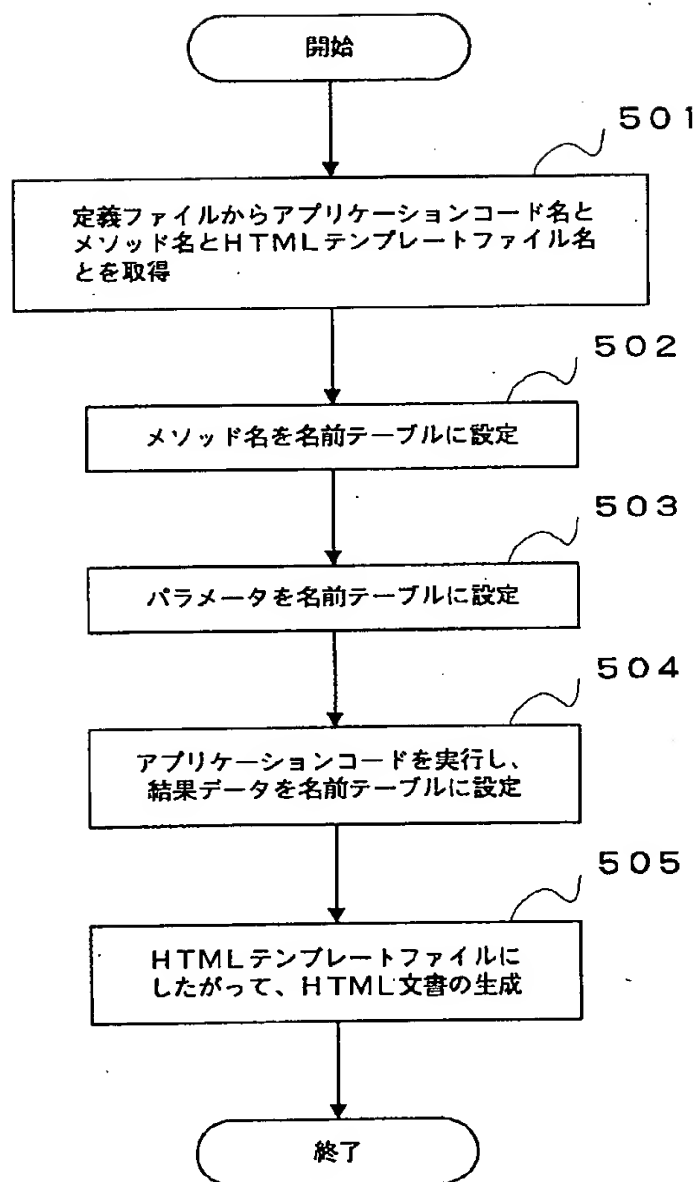 開始
501
定義ファイルからアプリケーションコード名と
メソッド名とHTMLテンプレートファイル名
とを取得
502
メソッド名を名前テーブルに設定
503
パラメータを名前テーブルに設定
504
アプリケーションコードを実行し、
結果データを名前テーブルに設定
505
HTMLテンプレートファイルに
したがって、HTML文書の生成
終了